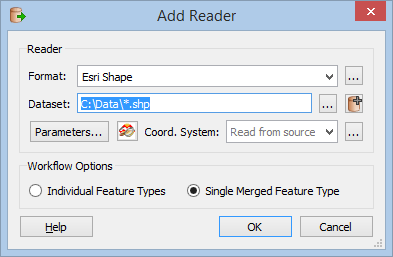 Add Reader
Reader
Format: Esri Shape ...
Dataset: C:\Data\*.shp ...
Parameters... Coord. System: Read from source ...
Workflow Options
Individual Feature Types Single Merged Feature Type
Help OK Cancel